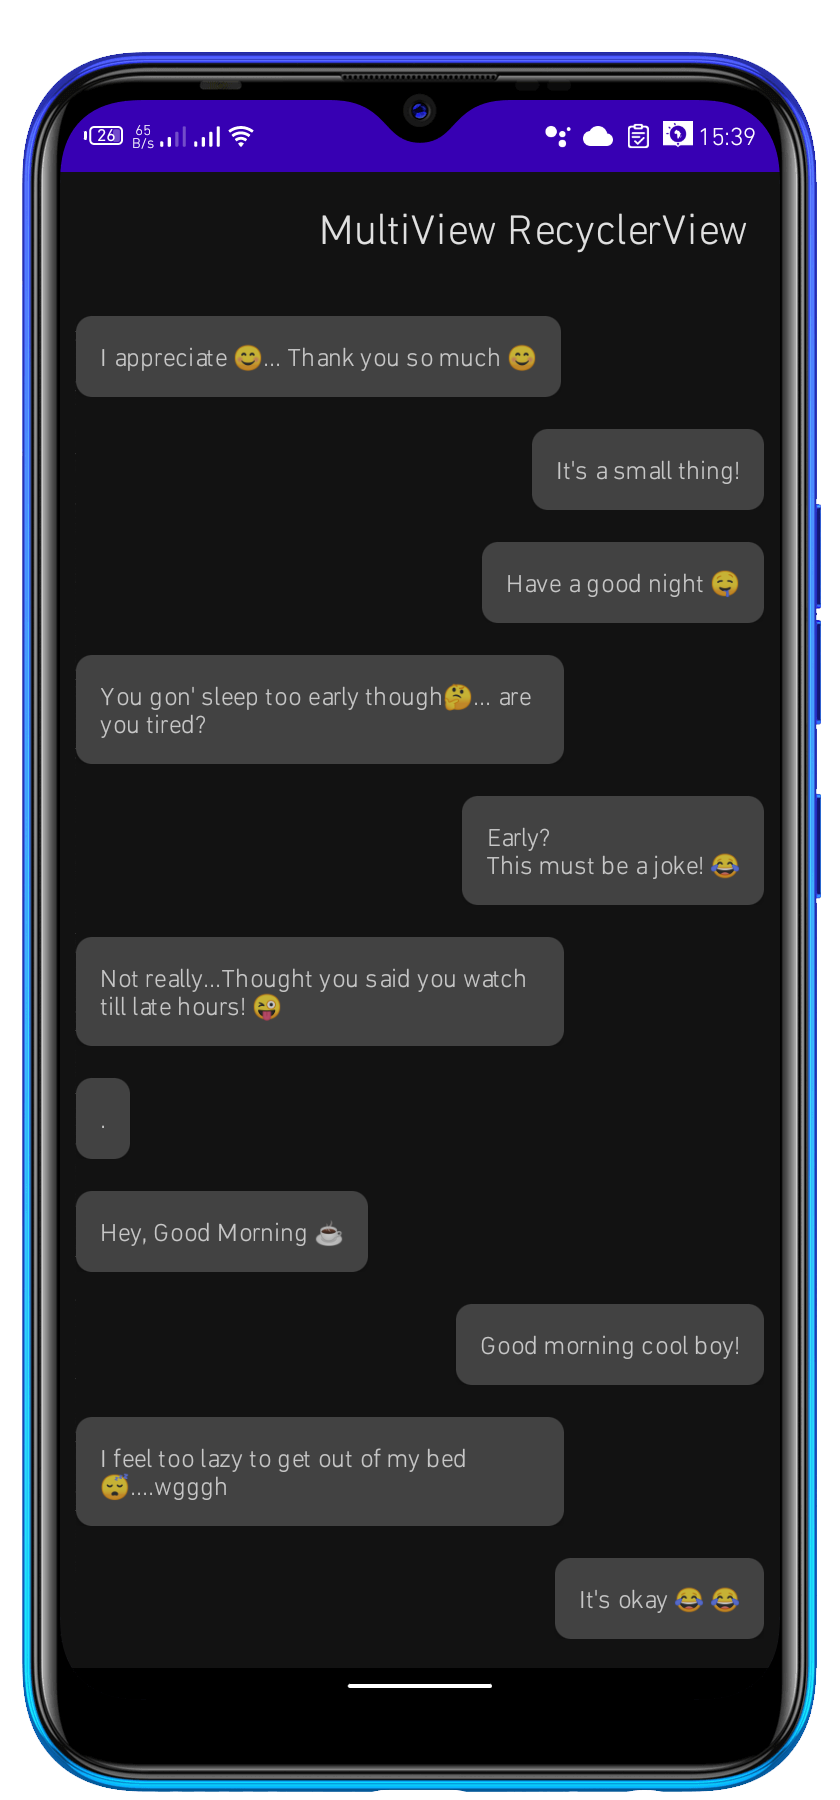 26 65 B/s 15:39
MultiView RecyclerView
I appreciate 😊... Thank you so much 😊
It's a small thing!
Have a good night 🤤
You gon' sleep too early though🤔... are
you tired?
Early?
This must be a joke! 😂
Not really...Thought you said you watch
till late hours! 😜
.
Hey, Good Morning ☕
Good morning cool boy!
I feel too lazy to get out of my bed
😴....wgggh
It's okay 😂 😂